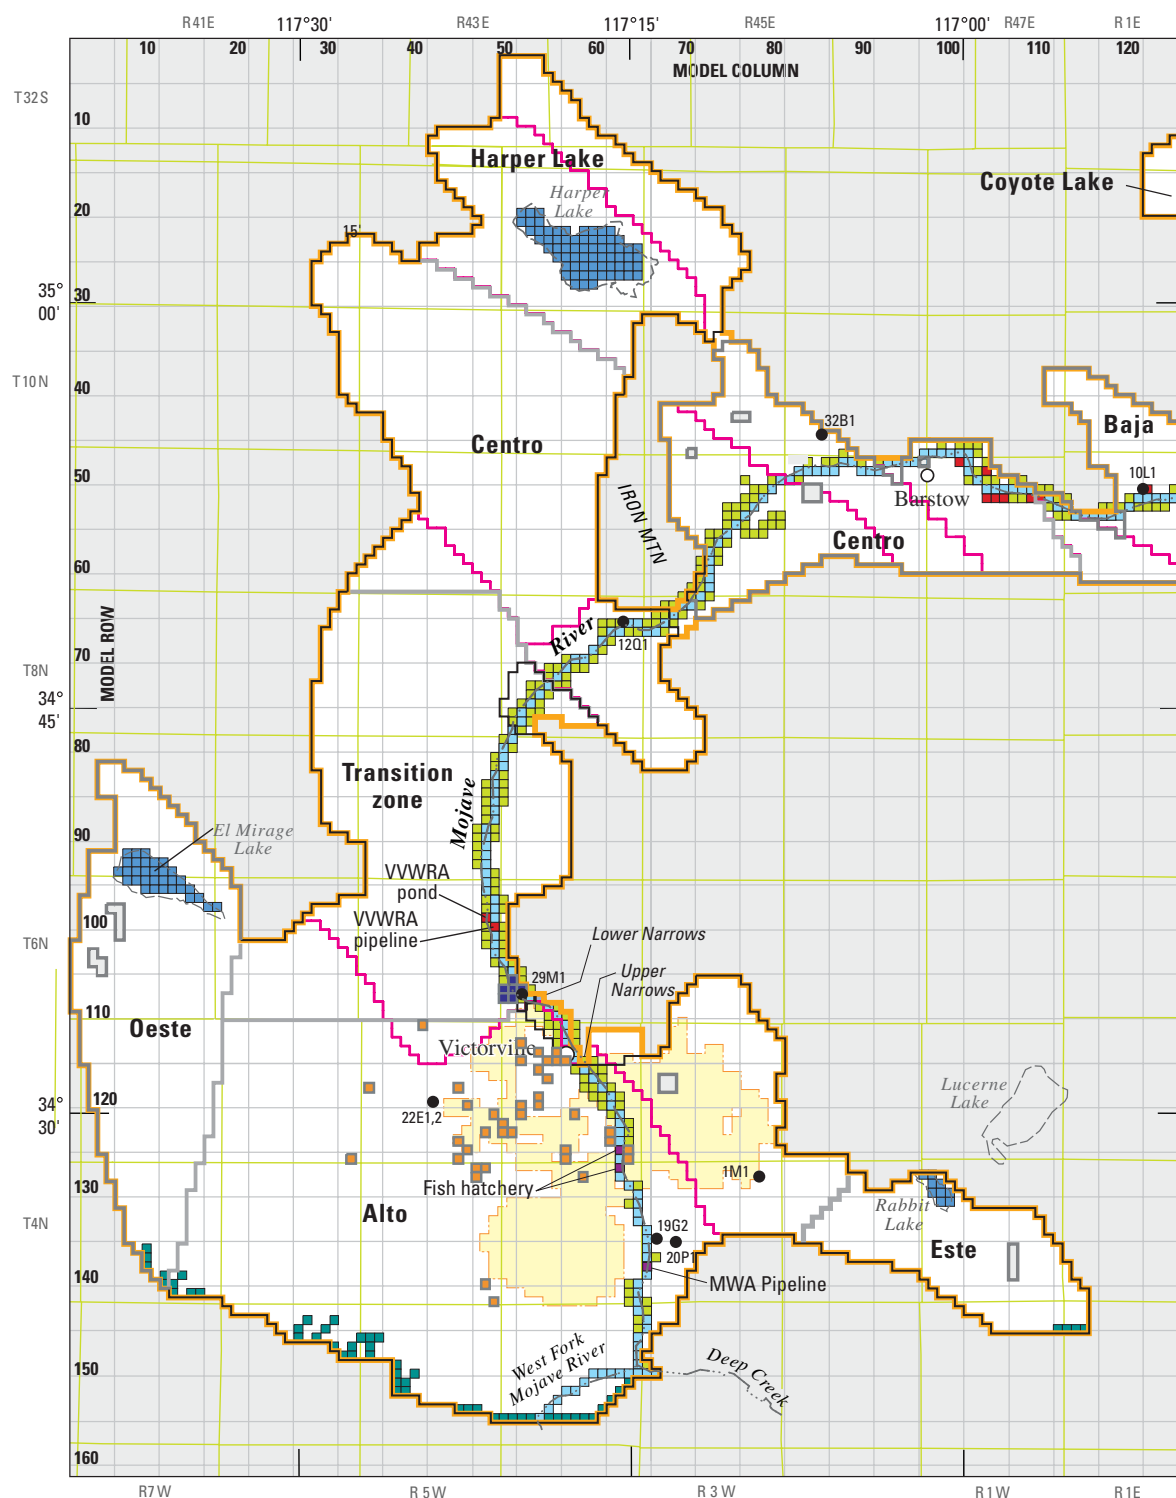 R41E 117°30' R43E 117°15' R45E 117°00' R47E R1E
10 20 30 40 50 60 70 80 90 100 110 120
MODEL COLUMN
T32S
10
Harper Lake
Coyote Lake
Harper
Lake
20
15'
35°
00'
30
T10N
40
32B1
Baja
Centro
10L1
50
Barstow
IRON MTN
Centro
60
MODEL ROW
River
12Q1
T8N
70
34°
45'
80
Transition
zone
Mojave
El Mirage
Lake
90
VVWRA
pond
VVWRA
pipeline
100
T6N
Lower Narrows
Upper
Narrows
29M1
110
Oeste
Victorville
Lucerne
Lake
34°
30'
120
22E1,2
1M1
130
Fish hatchery
Rabbit
Lake
Alto
T4N
19G2
20P1
Este
140
MWA Pipeline
West Fork
Mojave River
Deep Creek
150
160
R7W R5W R3W R1W R1E